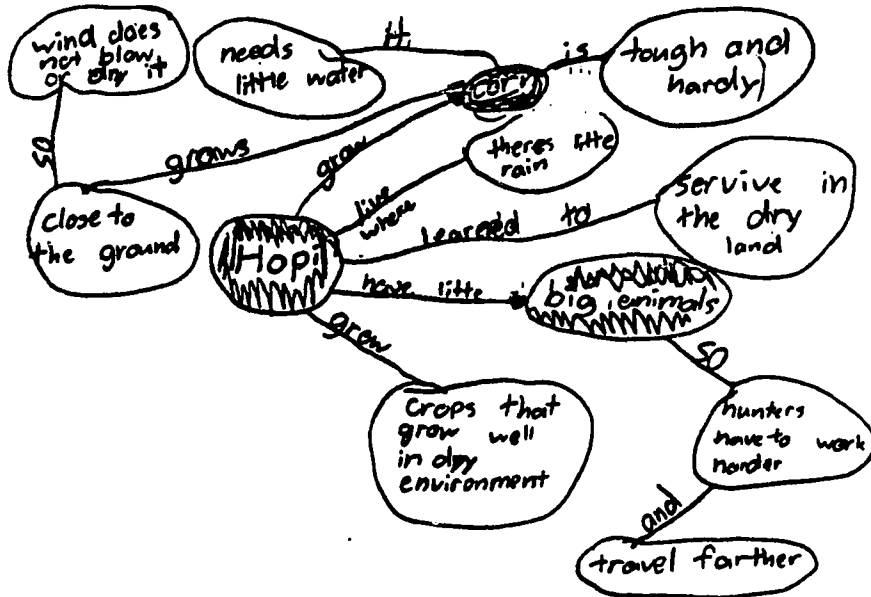 wind does
not blow
or dry it
needs
little water
It
corn
is
tough and
hardy
so
grows
grow
theres litte
rain
live
where
close to
the ground
Hopi
learned to
servive in
the dry
land
have litte
big animals
grow
so
crops that
grow well
in dry
environment
hunters
have to work
harder
and
travel farther